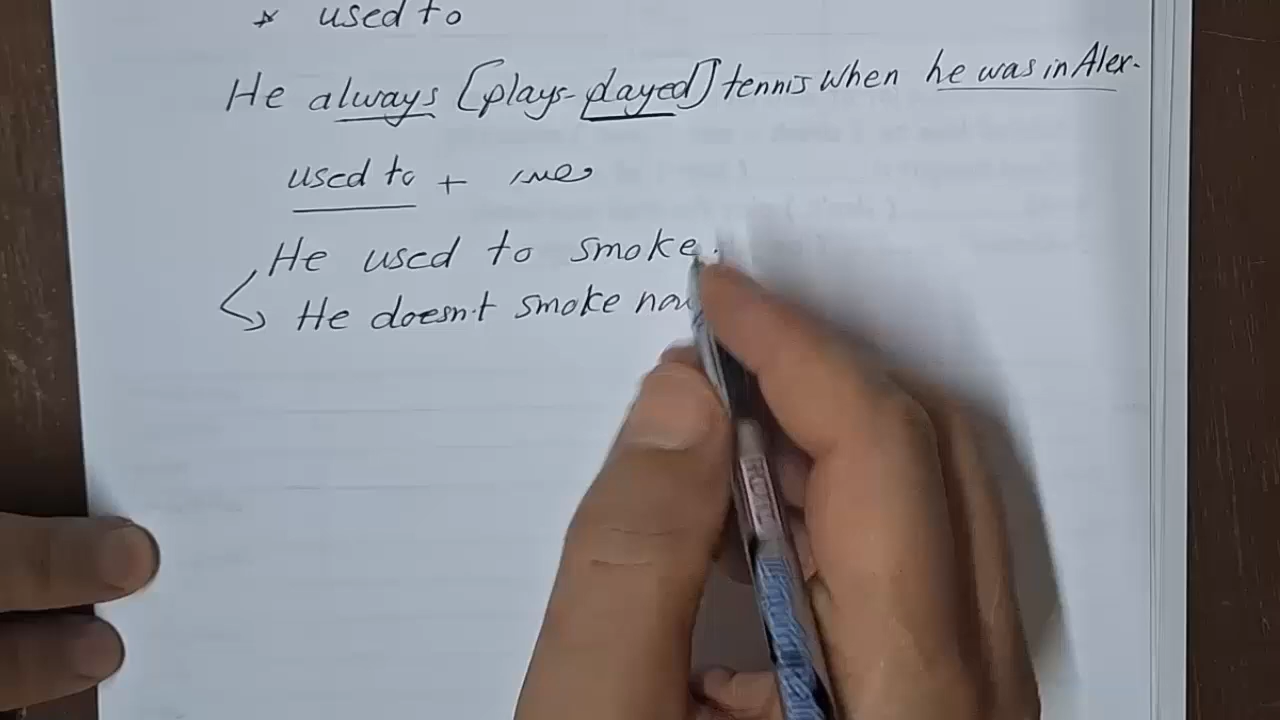 * used to
He always [plays-played] tennis when he was in Alex.
used to +
He used to smoke.
He doesn't smoke now